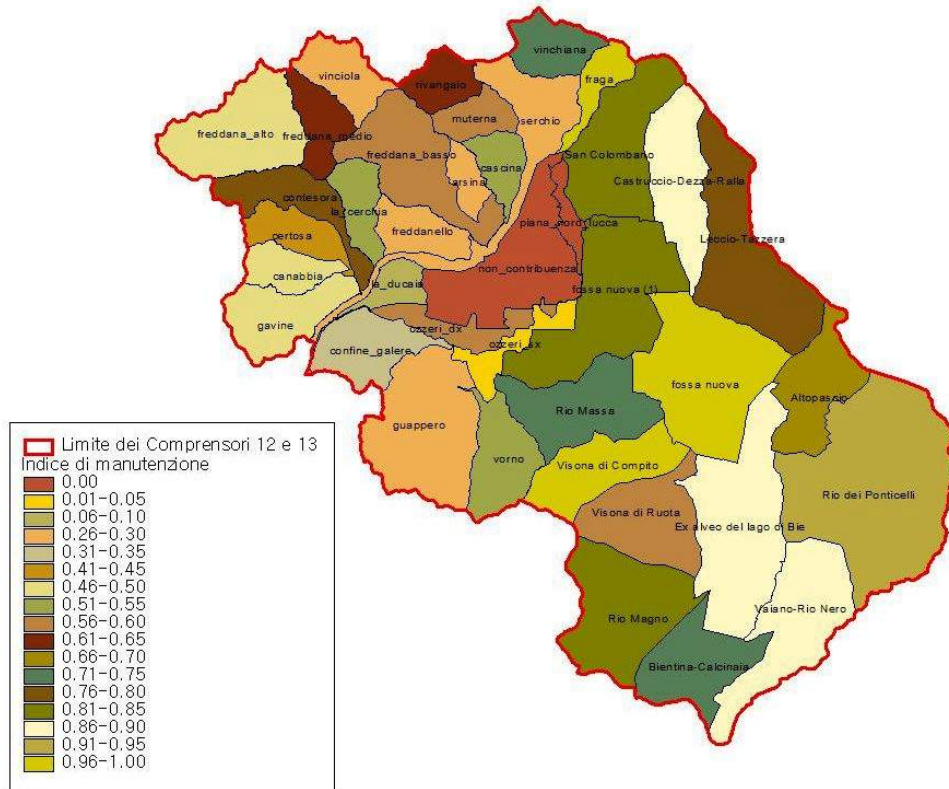 vinchiana
vinciola
rivangaio
fraga
muterna
serchio
freddana_alto
freddana_medio
freddana_basso
cascina
San Colombano
arsina
Castruccio-Dezza-Ralla
contesora
la_cerchia
piana_nord_lucca
certosa
freddanello
Leccio-Tazzera
canabbia
non_contribuenza
la_ducaia
fossa nuova (1)
gavine
ozzeri_dx
confine_galere
ozzeri_sx
fossa nuova
Altopascio
guappero
Rio Massa
vorno
Visona di Compito
Rio dei Ponticelli
Visona di Ruota
Ex alveo del lago di Bie
Vaiano-Rio Nero
Rio Magno
Bientina-Calcinaia
Limite dei Comprensori 12 e 13
Indice di manutenzione
0.00
0.01-0.05
0.06-0.10
0.26-0.30
0.31-0.35
0.41-0.45
0.46-0.50
0.51-0.55
0.56-0.60
0.61-0.65
0.66-0.70
0.71-0.75
0.76-0.80
0.81-0.85
0.86-0.90
0.91-0.95
0.96-1.00